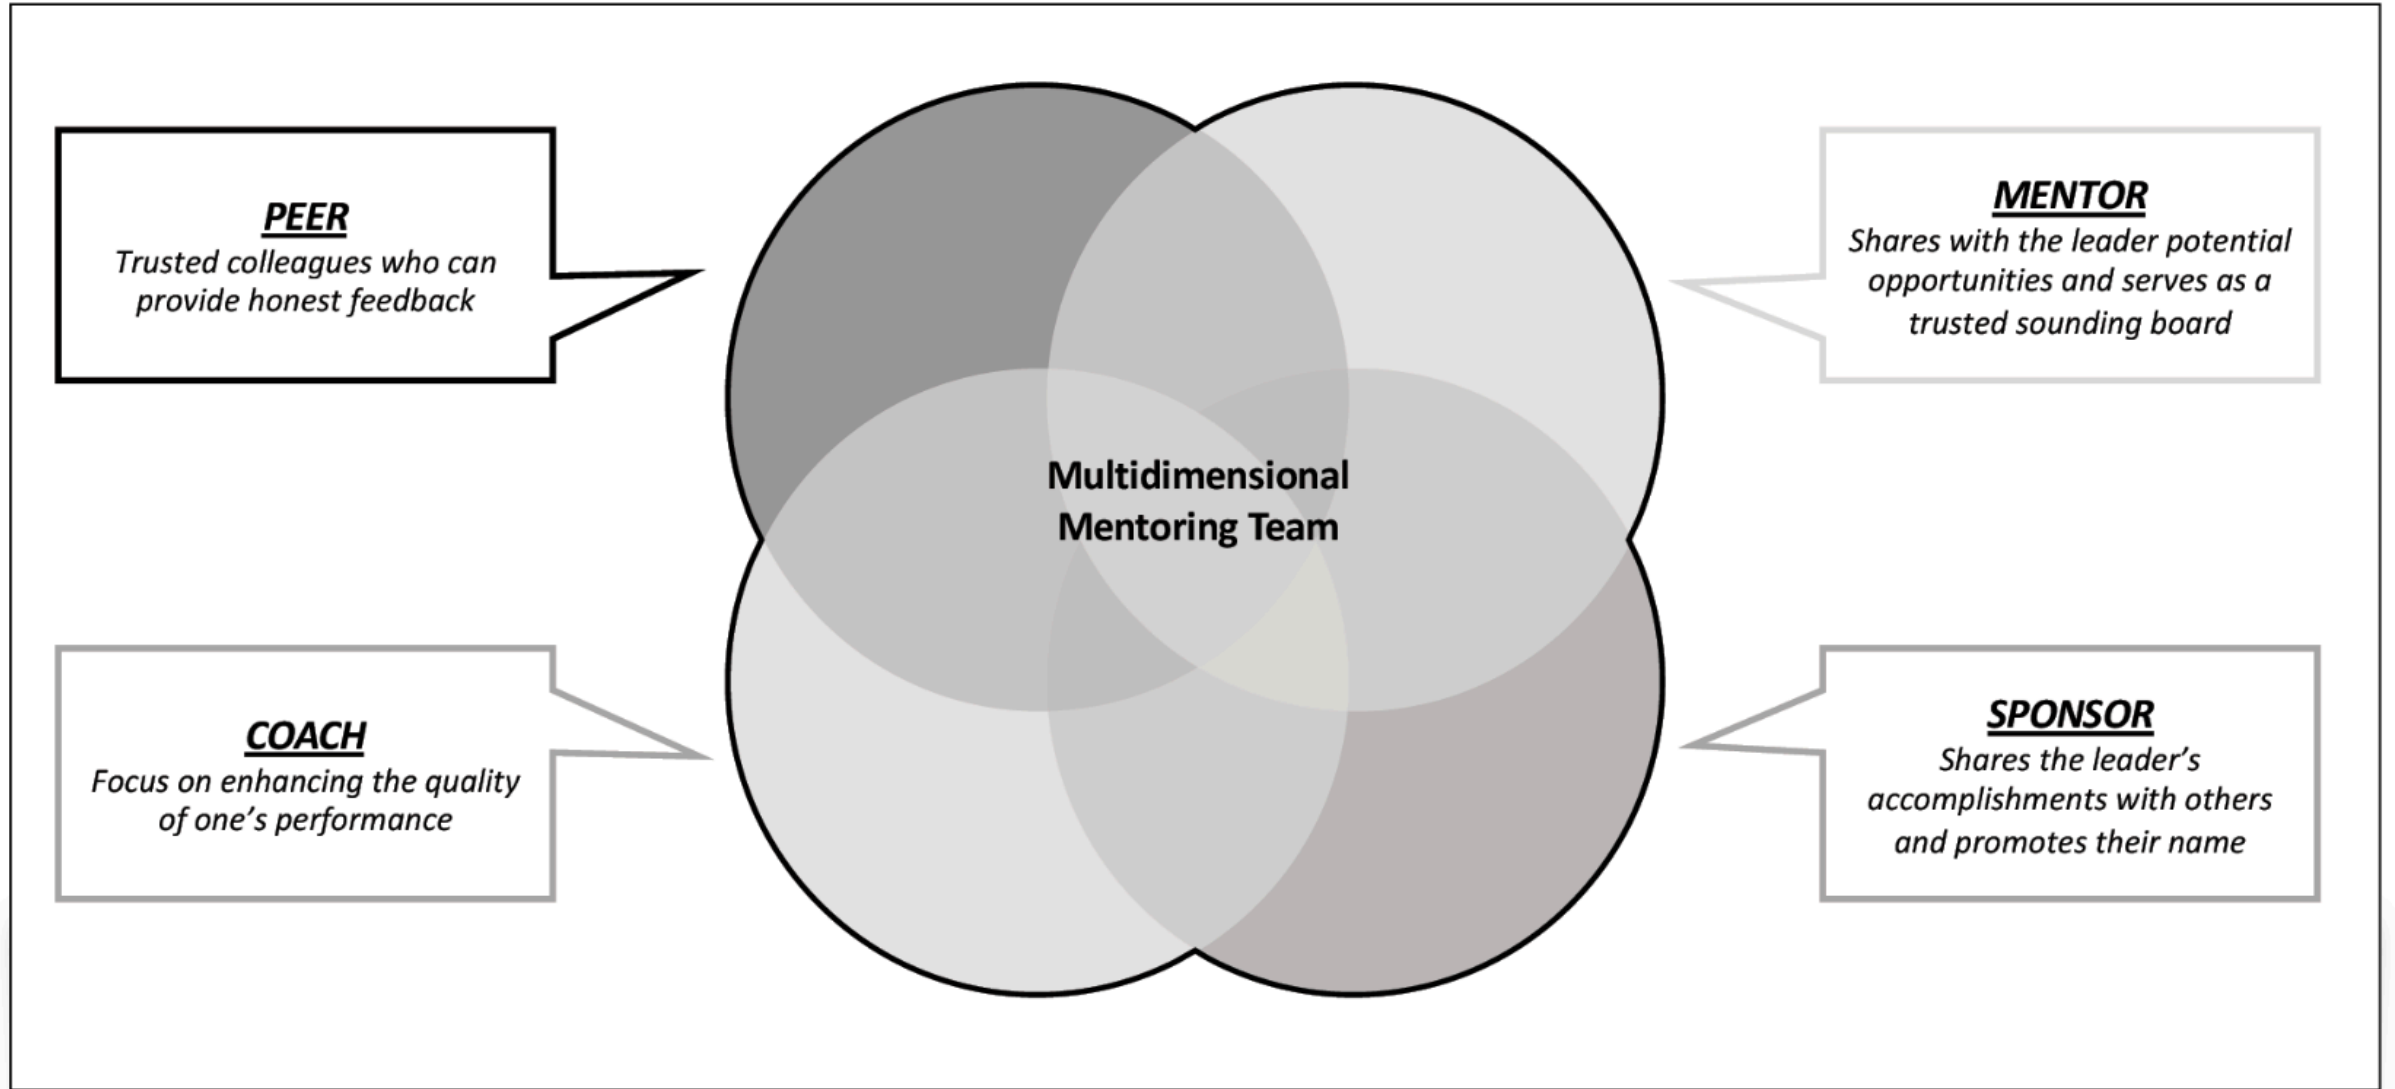 PEER
Trusted colleagues who can
provide honest feedback
MENTOR
Shares with the leader potential
opportunities and serves as a
trusted sounding board
Multidimensional
Mentoring Team
COACH
Focus on enhancing the quality
of one’s performance
SPONSOR
Shares the leader’s
accomplishments with others
and promotes their name